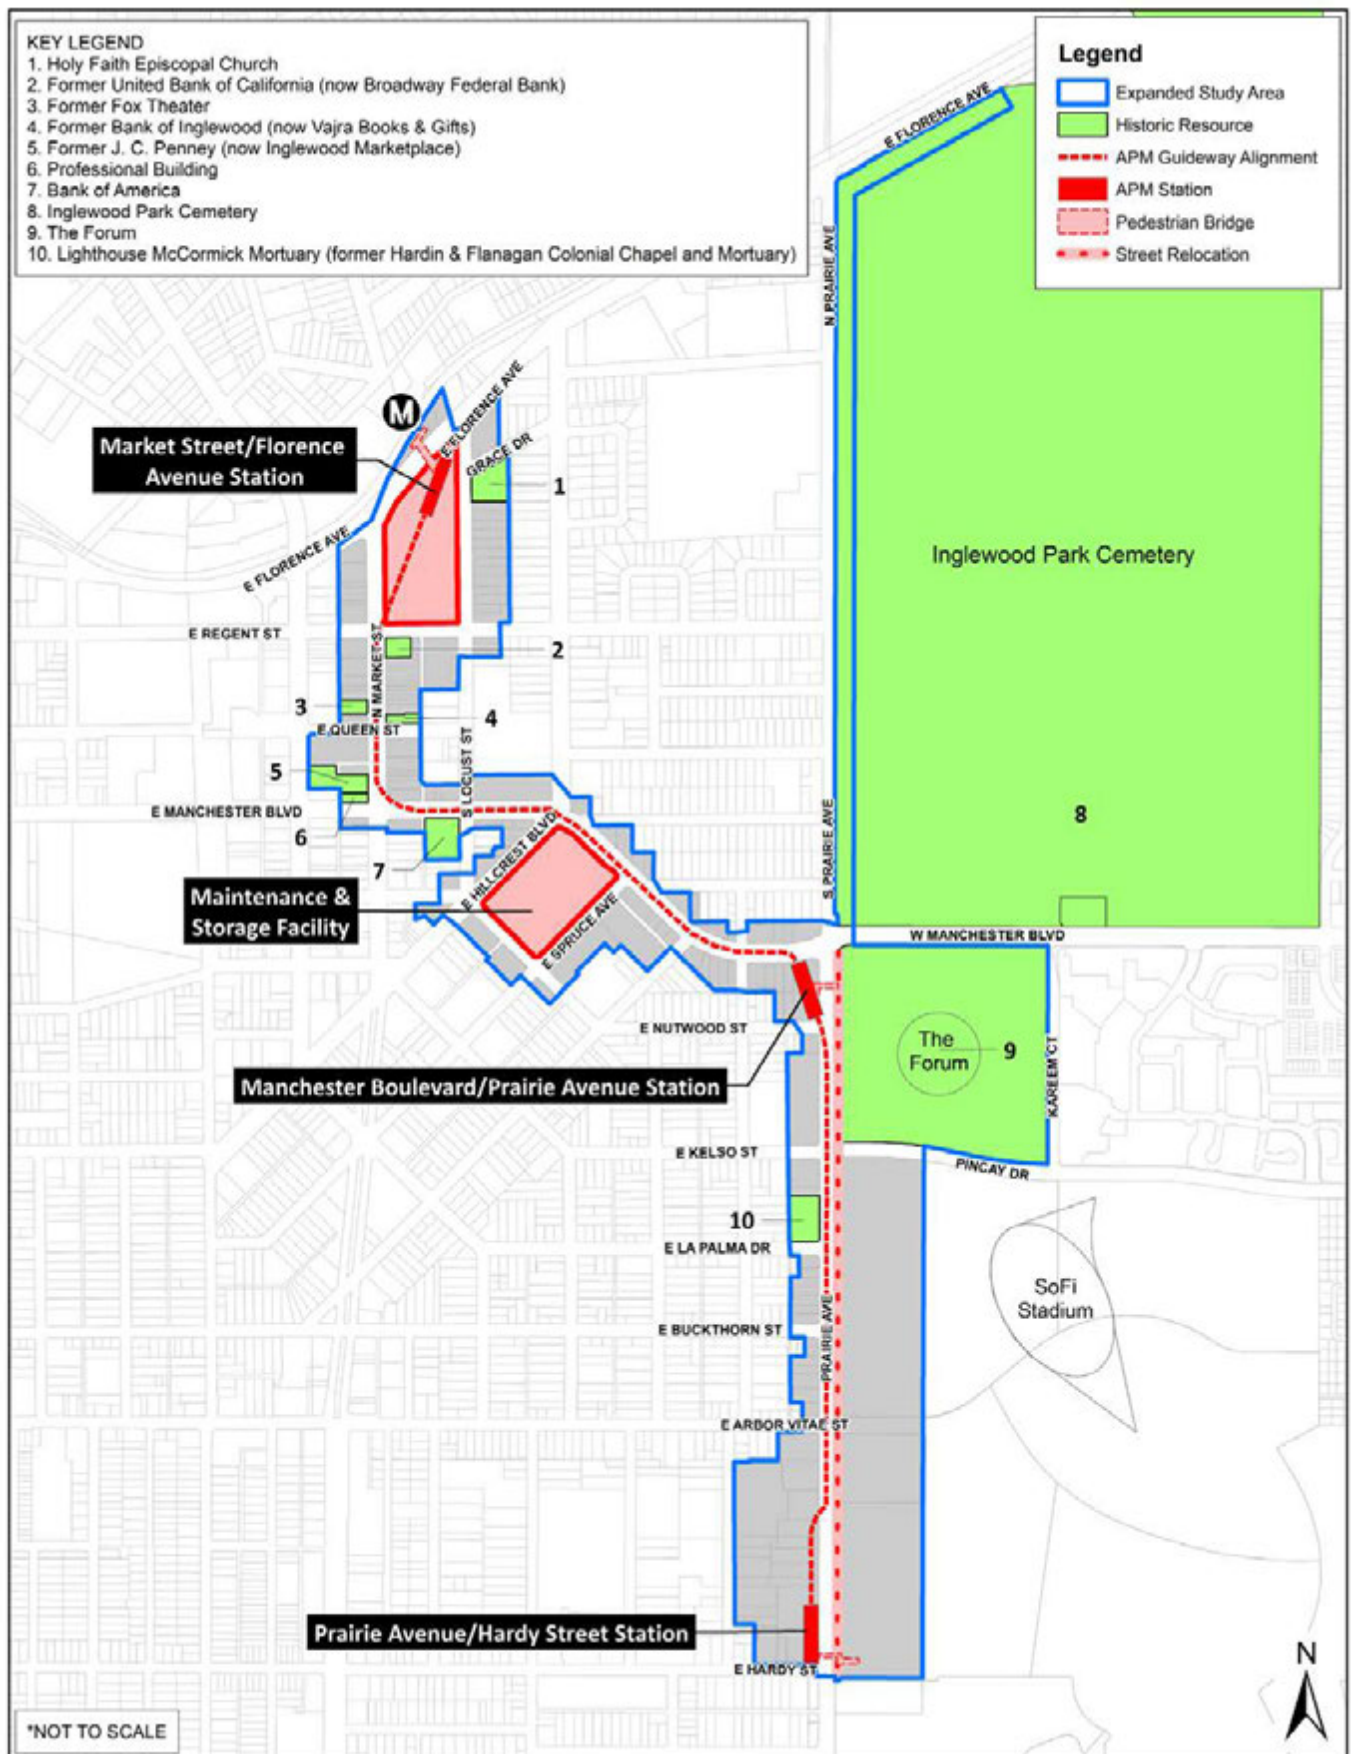 KEY LEGEND
1. Holy Faith Episcopal Church
2. Former United Bank of California (now Broadway Federal Bank)
3. Former Fox Theater
4. Former Bank of Inglewood (now Vajra Books & Gifts)
5. Former J. C. Penney (now Inglewood Marketplace)
6. Professional Building
7. Bank of America
8. Inglewood Park Cemetery
9. The Forum
10. Lighthouse McCormick Mortuary (former Hardin & Flanagan Colonial Chapel and Mortuary)
Legend
Expanded Study Area
Historic Resource
APM Guideway Alignment
APM Station
Pedestrian Bridge
Street Relocation
E FLORENCE AVE
N PRAIRIE AVE
M
E FLORENCE AVE
GRACE DR
Market Street/Florence
Avenue Station
1
E FLORENCE AVE
Inglewood Park Cemetery
E REGENT ST
N MARKET ST
2
3
4
E QUEEN ST
S LOCUST ST
5
E MANCHESTER BLVD
6
7
8
S PRAIRIE AVE
E HILLCREST BLVD
Maintenance &
Storage Facility
E SPRUCE AVE
W MANCHESTER BLVD
E NUTWOOD ST
The
Forum
9
KAREEM CT
Manchester Boulevard/Prairie Avenue Station
E KELSO ST
PINCAY DR
10
E LA PALMA DR
SoFi
Stadium
E BUCKTHORN ST
PRAIRIE AVE
E ARBOR VITAE ST
Prairie Avenue/Hardy Street Station
E HARDY ST
N
*NOT TO SCALE